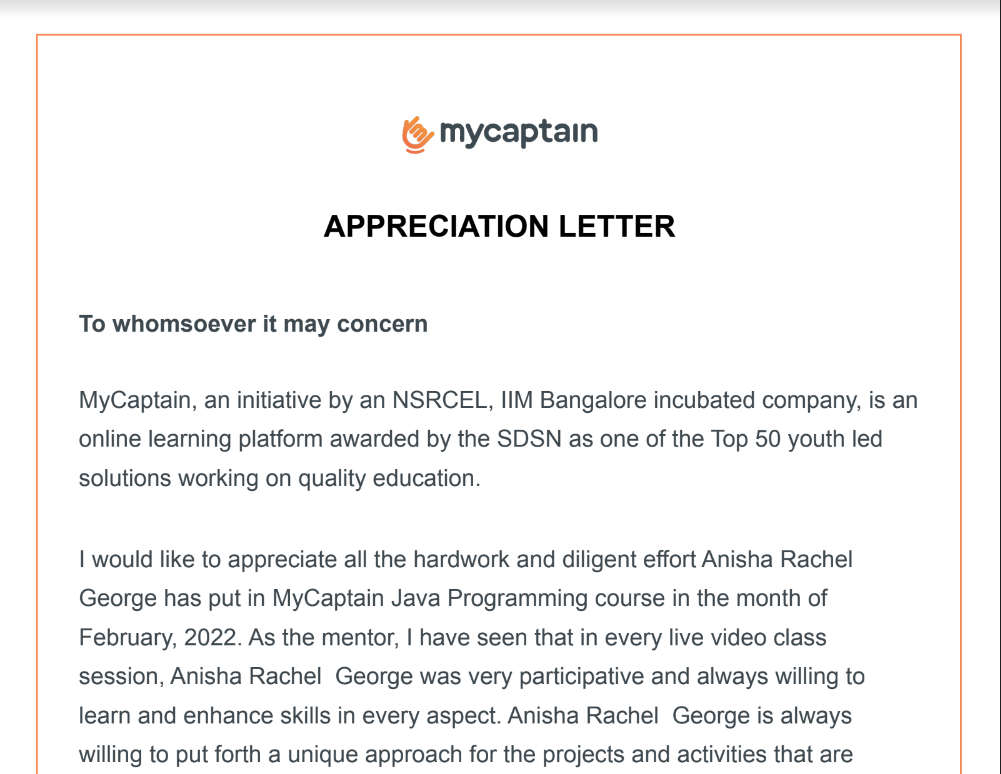 mycaptain
APPRECIATION LETTER
To whomsoever it may concern
MyCaptain, an initiative by an NSRCEL, IIM Bangalore incubated company, is an
online learning platform awarded by the SDSN as one of the Top 50 youth led
solutions working on quality education.
I would like to appreciate all the hardwork and diligent effort Anisha Rachel
George has put in MyCaptain Java Programming course in the month of
February, 2022. As the mentor, I have seen that in every live video class
session, Anisha Rachel  George was very participative and always willing to
learn and enhance skills in every aspect. Anisha Rachel  George is always
willing to put forth a unique approach for the projects and activities that are